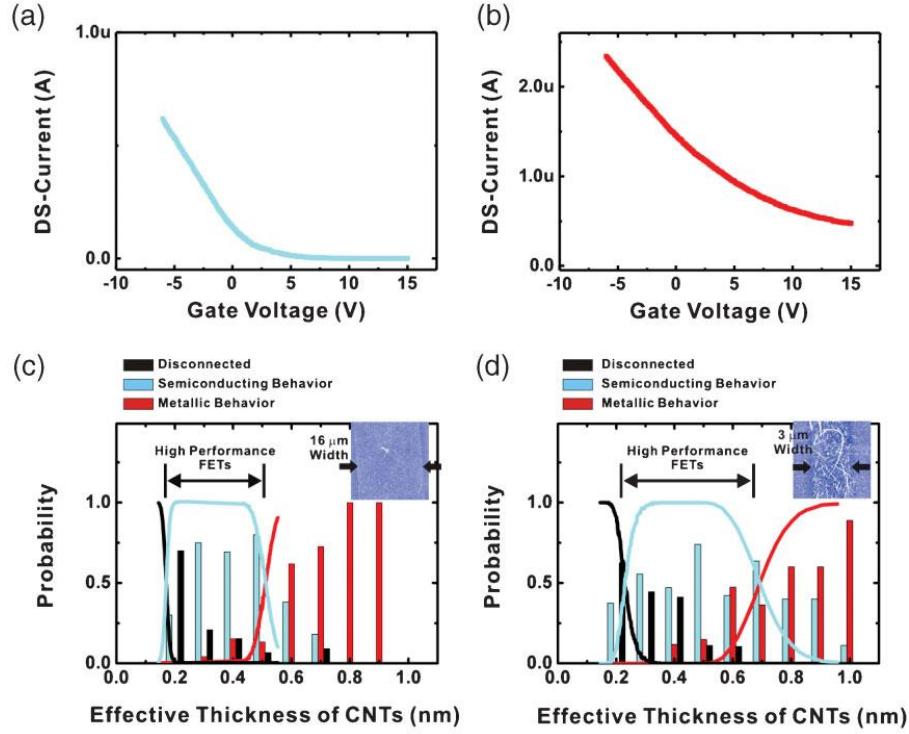 (a)
1.0u
0.0
DS-Current (A)
-10 -5 0 5 10 15
Gate Voltage (V)
(b)
2.0u
1.0u
0.0
DS-Current (A)
-10 -5 0 5 10 15
Gate Voltage (V)
(c)
Disconnected
Semiconducting Behavior
Metallic Behavior
16 μm
Width
High Performance
FETs
1.0
0.5
0.0
Probability
0.0 0.2 0.4 0.6 0.8 1.0
Effective Thickness of CNTs (nm)
(d)
Disconnected
Semiconducting Behavior
Metallic Behavior
3 μm
Width
High Performance
FETs
1.0
0.5
0.0
Probability
0.0 0.2 0.4 0.6 0.8 1.0
Effective Thickness of CNTs (nm)